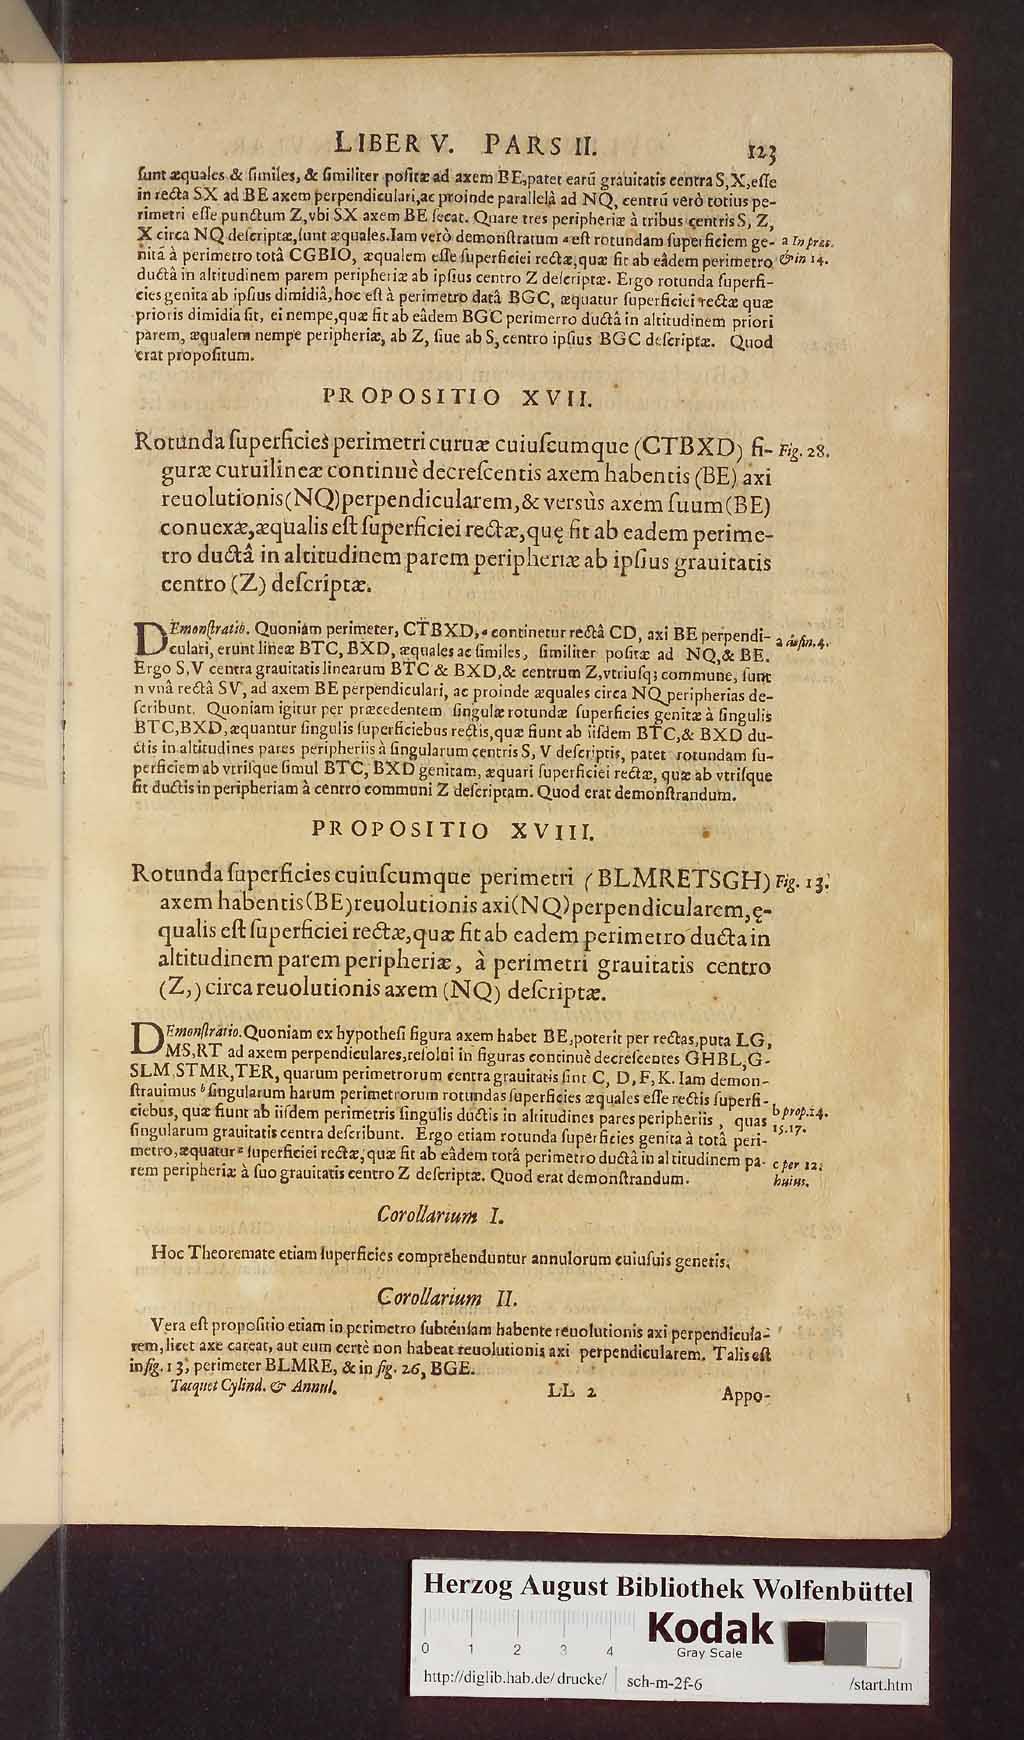 LIBER V. PARS II. 123
ſunt æquales & ſimiles, & ſimiliter poſitæ ad axem BE, patet earū grauitatis centra S, X, eſſe
in recta SX ad BE axem perpendiculari, ac proinde parallelâ ad NQ, centrū verò totius pe-
rimetri eſſe punctum Z, vbi SX axem BE ſecat. Quare tres peripheriæ à tribus centris S, Z,
X circa NQ deſcriptæ, ſunt æquales. Iam verò demonſtratum a eſt rotundam ſuperficiem ge- a In præc.
nitā à perimetro totâ CGBIO, æqualem eſſe ſuperficiei rectæ, quæ fit ab eâdem perimetro & in 14.
ductâ in altitudinem parem peripheriæ ab ipſius centro Z deſcriptæ. Ergo rotunda ſuperfi-
cies genita ab ipſius dimidiâ, hoc eſt à perimetro datâ BGC, æquatur ſuperficiei rectæ quæ
prioris dimidia ſit, ei nempe, quæ fit ab eâdem BGC perimetro ductâ in altitudinem priori
parem, æqualem nempe peripheriæ, ab Z, ſiue ab S, centro ipſius BGC deſcriptæ. Quod
erat propoſitum.
PROPOSITIO XVII.
Rotunda ſuperficies perimetri curuæ cuiuſcumque (CTBXD) fi- Fig. 28.
guræ curuilineæ continuè decreſcentis axem habentis (BE) axi
reuolutionis (NQ) perpendicularem, & versùs axem ſuum (BE)
conuexæ, æqualis eſt ſuperficiei rectæ, quę fit ab eadem perime-
tro ductâ in altitudinem parem peripheriæ ab ipſius grauitatis
centro (Z) deſcriptæ.
DEmonſtratio. Quoniam perimeter, CTBXD, a continetur rectâ CD, axi BE perpendi- a defin. 4.
culari, erunt lineæ BTC, BXD, æquales ac ſimiles, ſimiliter poſitæ ad NQ, & BE.
Ergo S, V centra grauitatis linearum BTC & BXD, & centrum Z, vtriuſq; commune, ſunt
n vnâ rectâ SV, ad axem BE perpendiculari, ac proinde æquales circa NQ peripherias de-
ſcribunt. Quoniam igitur per præcedentem ſingulæ rotundæ ſuperficies genitæ à ſingulis
BTC, BXD, æquantur ſingulis ſuperficiebus rectis, quæ fiunt ab iiſdem BTC, & BXD du-
ctis in altitudines pares peripheriis à ſingularum centris S, V deſcriptis, patet rotundam ſu-
perficiem ab vtriſque ſimul BTC, BXD genitam, æquari ſuperficiei rectæ, quæ ab vtriſque
fit ductis in peripheriam à centro communi Z deſcriptam. Quod erat demonſtrandum.
PROPOSITIO XVIII.
Rotunda ſuperficies cuiuſcumque perimetri (BLMRETSGH) Fig. 13.
axem habentis (BE) reuolutionis axi (NQ) perpendicularem, ę-
qualis eſt ſuperficiei rectæ, quæ fit ab eadem perimetro ducta in
altitudinem parem peripheriæ, à perimetri grauitatis centro
(Z,) circa reuolutionis axem (NQ) deſcriptæ.
DEmonſtratio. Quoniam ex hypotheſi figura axem habet BE, poterit per rectas, puta LG,
MS, RT ad axem perpendiculares, reſolui in figuras continuè decreſcentes GHBL, G-
SLM, STMR, TER, quarum perimetrorum centra grauitatis ſint C, D, F, K. Iam demon-
ſtrauimus b ſingularum harum perimetrorum rotundas ſuperficies æquales eſſe rectis ſuperfi-
ciebus, quæ fiunt ab iiſdem perimetris ſingulis ductis in altitudines pares peripheriis, quas b prop. 14.
ſingularum grauitatis centra deſcribunt. Ergo etiam rotunda ſuperficies genita à totâ peri- 15. 17.
metro, æquatur c ſuperficiei rectæ, quæ fit ab eâdem totâ perimetro ductâ in altitudinem pa- c per 12.
rem peripheriæ à ſuo grauitatis centro Z deſcriptæ. Quod erat demonſtrandum. huius.
Corollarium I.
Hoc Theoremate etiam ſuperficies comprehenduntur annulorum cuiuſuis generis.
Corollarium II.
Vera eſt propoſitio etiam in perimetro ſubtenſam habente reuolutionis axi perpendicula-
rem, licet axe careat, aut eum certè non habeat reuolutionis axi perpendicularem. Talis eſt
in fig. 13, perimeter BLMRE, & in fig. 26, BGE.
Tacquet Cylind. & Annul. LL 2 Appo-
Herzog August Bibliothek Wolfenbüttel
0 1 2 3 4
Kodak
Gray Scale
http://diglib.hab.de/drucke/ sch-m-2f-6 /start.htm